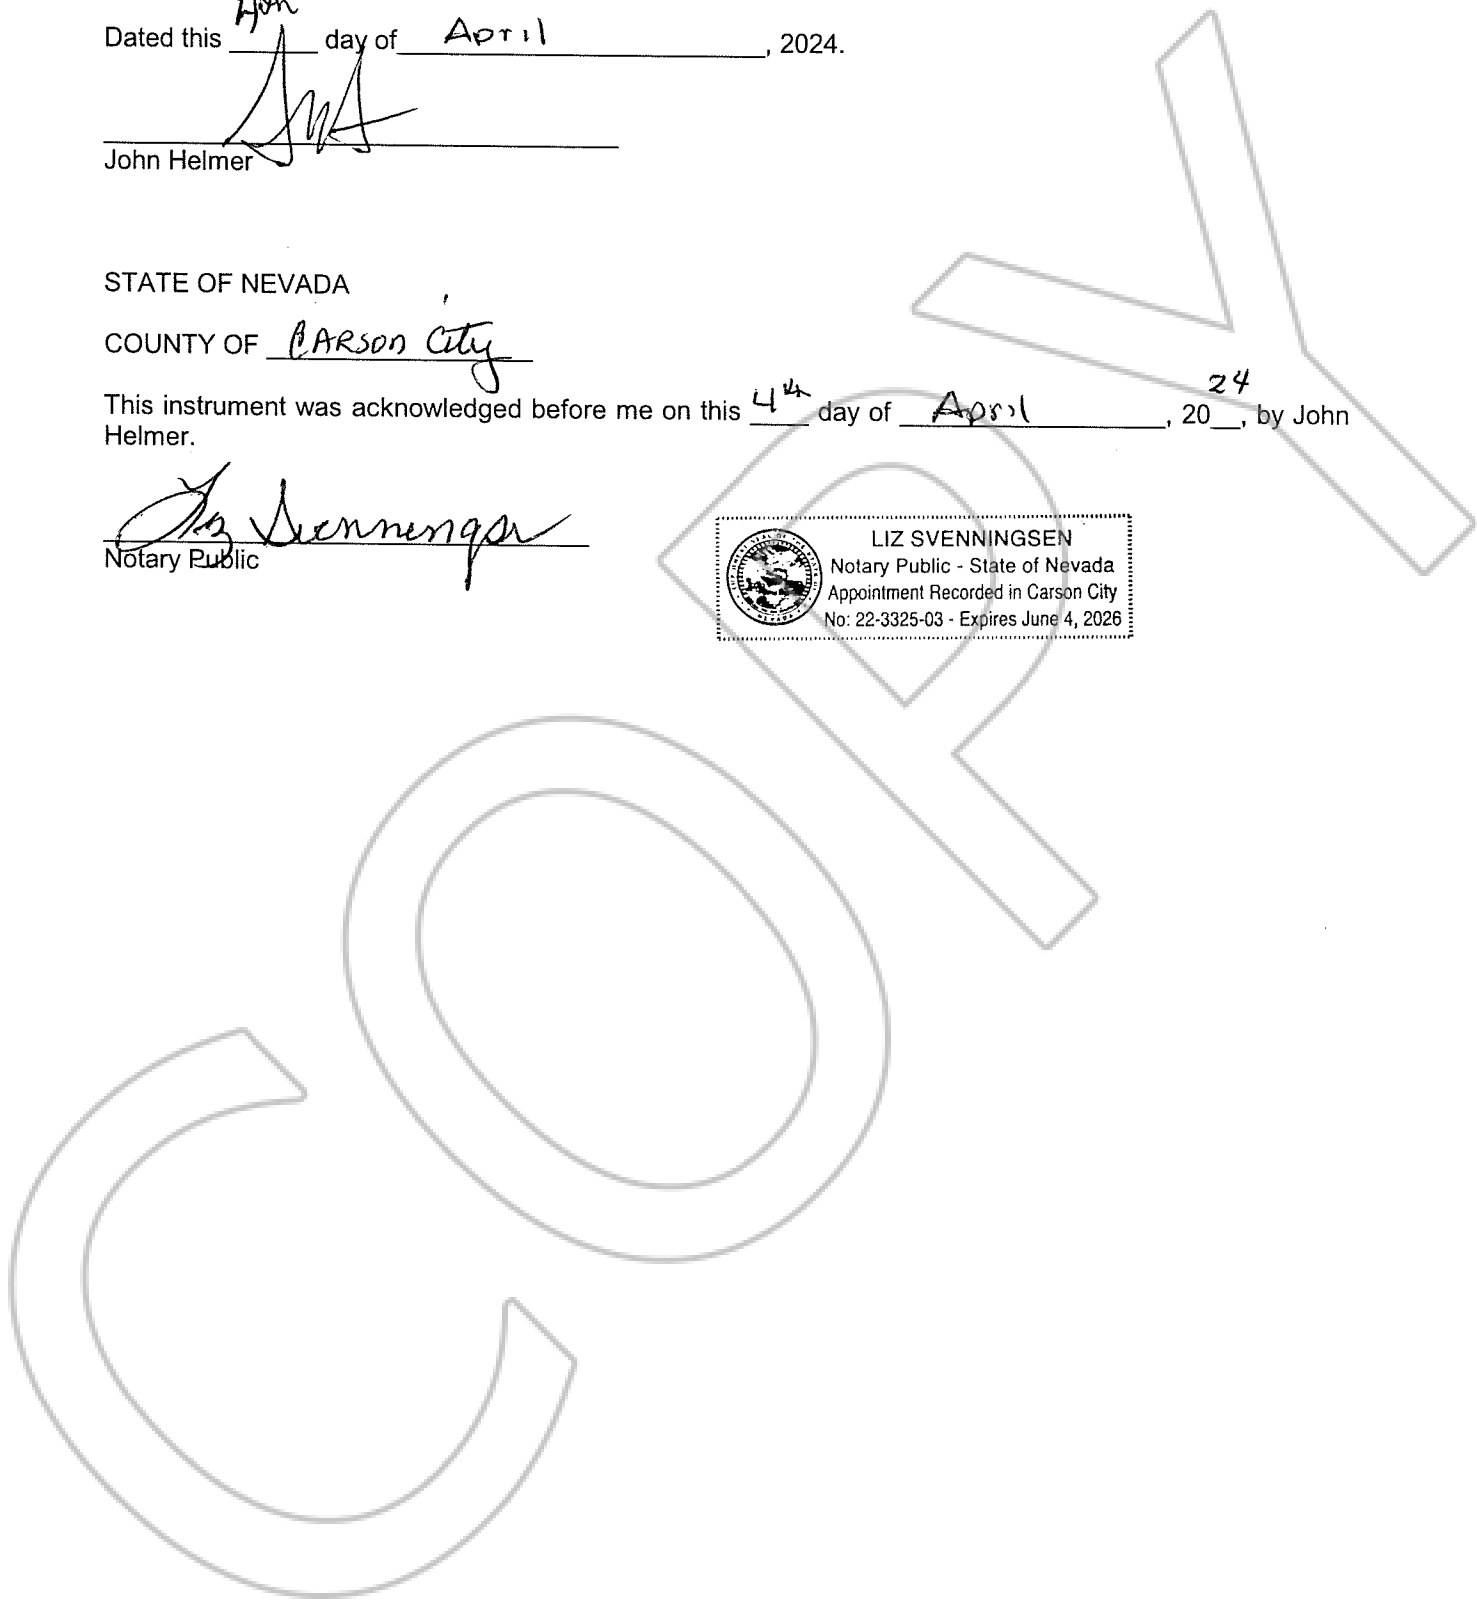 Dated this 4th day of April, 2024.
John Helmer
STATE OF NEVADA
COUNTY OF CARSON City
This instrument was acknowledged before me on this 4th day of April, 2024, by John
Helmer.
Liz Svenningsen
Notary Public
LIZ SVENNINGSEN
Notary Public - State of Nevada
Appointment Recorded in Carson City
No: 22-3325-03 - Expires June 4, 2026
COPY